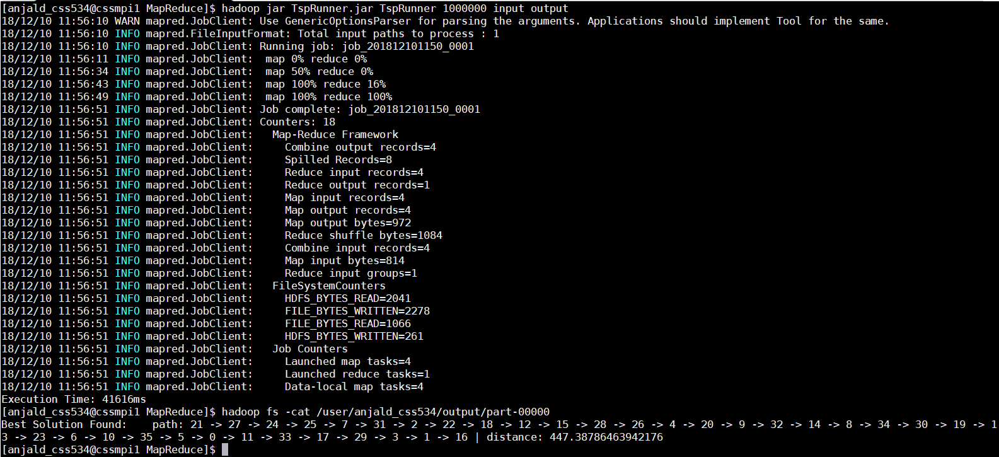 [anjald_css534@cssmpi1 MapReduce]$ hadoop jar TspRunner.jar TspRunner 1000000 input output
18/12/10 11:56:10 WARN mapred.JobClient: Use GenericOptionsParser for parsing the arguments. Applications should implement Tool for the same.
18/12/10 11:56:10 INFO mapred.FileInputFormat: Total input paths to process : 1
18/12/10 11:56:10 INFO mapred.JobClient: Running job: job_201812101150_0001
18/12/10 11:56:11 INFO mapred.JobClient:  map 0% reduce 0%
18/12/10 11:56:34 INFO mapred.JobClient:  map 50% reduce 0%
18/12/10 11:56:43 INFO mapred.JobClient:  map 100% reduce 16%
18/12/10 11:56:49 INFO mapred.JobClient:  map 100% reduce 100%
18/12/10 11:56:51 INFO mapred.JobClient: Job complete: job_201812101150_0001
18/12/10 11:56:51 INFO mapred.JobClient: Counters: 18
18/12/10 11:56:51 INFO mapred.JobClient:   Map-Reduce Framework
18/12/10 11:56:51 INFO mapred.JobClient:     Combine output records=4
18/12/10 11:56:51 INFO mapred.JobClient:     Spilled Records=8
18/12/10 11:56:51 INFO mapred.JobClient:     Reduce input records=4
18/12/10 11:56:51 INFO mapred.JobClient:     Reduce output records=1
18/12/10 11:56:51 INFO mapred.JobClient:     Map input records=4
18/12/10 11:56:51 INFO mapred.JobClient:     Map output records=4
18/12/10 11:56:51 INFO mapred.JobClient:     Map output bytes=972
18/12/10 11:56:51 INFO mapred.JobClient:     Reduce shuffle bytes=1084
18/12/10 11:56:51 INFO mapred.JobClient:     Combine input records=4
18/12/10 11:56:51 INFO mapred.JobClient:     Map input bytes=814
18/12/10 11:56:51 INFO mapred.JobClient:     Reduce input groups=1
18/12/10 11:56:51 INFO mapred.JobClient:   FileSystemCounters
18/12/10 11:56:51 INFO mapred.JobClient:     HDFS_BYTES_READ=2041
18/12/10 11:56:51 INFO mapred.JobClient:     FILE_BYTES_WRITTEN=2278
18/12/10 11:56:51 INFO mapred.JobClient:     FILE_BYTES_READ=1066
18/12/10 11:56:51 INFO mapred.JobClient:     HDFS_BYTES_WRITTEN=261
18/12/10 11:56:51 INFO mapred.JobClient:   Job Counters
18/12/10 11:56:51 INFO mapred.JobClient:     Launched map tasks=4
18/12/10 11:56:51 INFO mapred.JobClient:     Launched reduce tasks=1
18/12/10 11:56:51 INFO mapred.JobClient:     Data-local map tasks=4
Execution Time: 41616ms
[anjald_css534@cssmpi1 MapReduce]$ hadoop fs -cat /user/anjald_css534/output/part-00000
Best Solution Found:    path: 21 -> 27 -> 24 -> 25 -> 7 -> 31 -> 2 -> 22 -> 18 -> 12 -> 15 -> 28 -> 26 -> 4 -> 20 -> 9 -> 32 -> 14 -> 8 -> 34 -> 30 -> 19 -> 1
3 -> 23 -> 6 -> 10 -> 35 -> 5 -> 0 -> 11 -> 33 -> 17 -> 29 -> 3 -> 1 -> 16 | distance: 447.38786463942176
[anjald_css534@cssmpi1 MapReduce]$